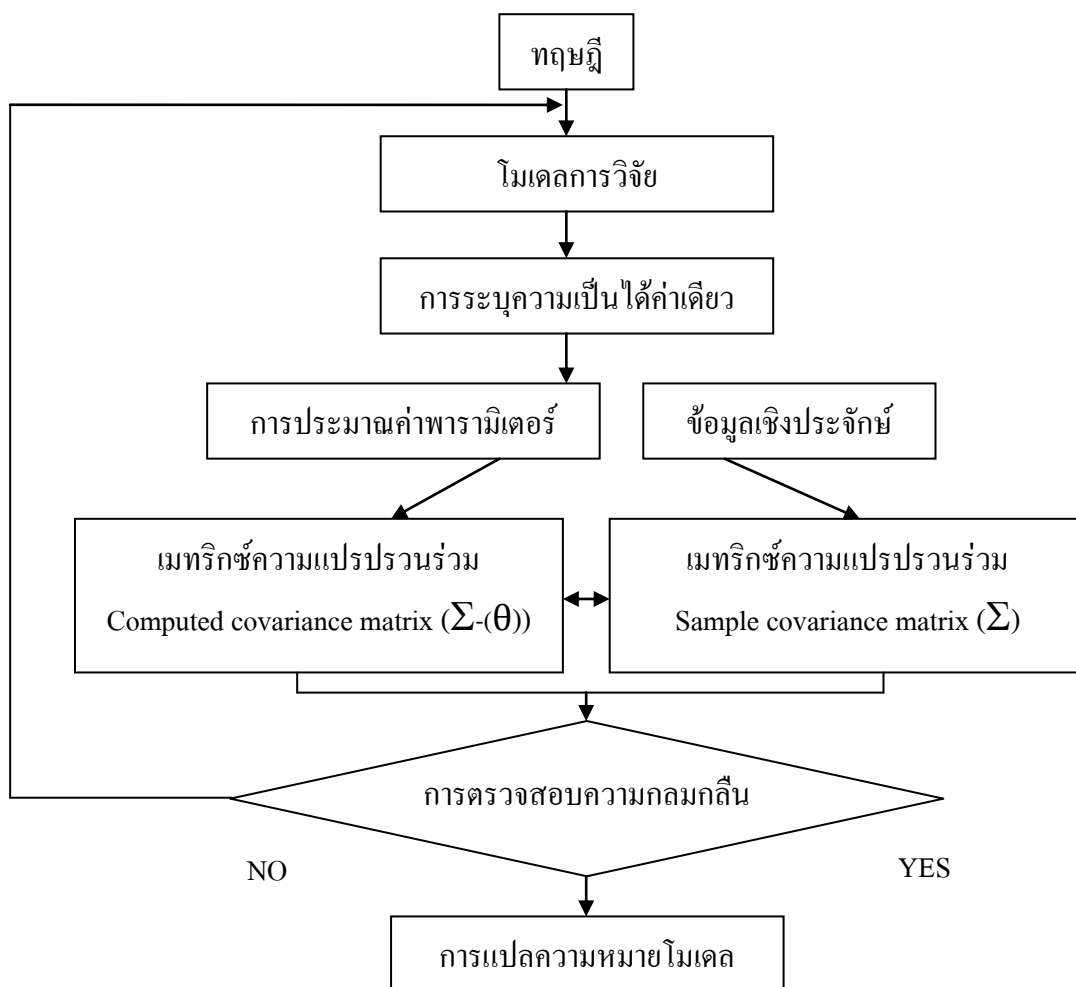 ทฤษฎี
โมเดลการวิจัย
การระบุความเป็นได้ค่าเดียว
การประมาณค่าพารามิเตอร์
ข้อมูลเชิงประจักษ์
เมทริกซ์ความแปรปรวนร่วม
Computed covariance matrix (Σ-(θ))
เมทริกซ์ความแปรปรวนร่วม
Sample covariance matrix (Σ)
การตรวจสอบความกลมกลืน
NO
YES
การแปลความหมายโมเดล